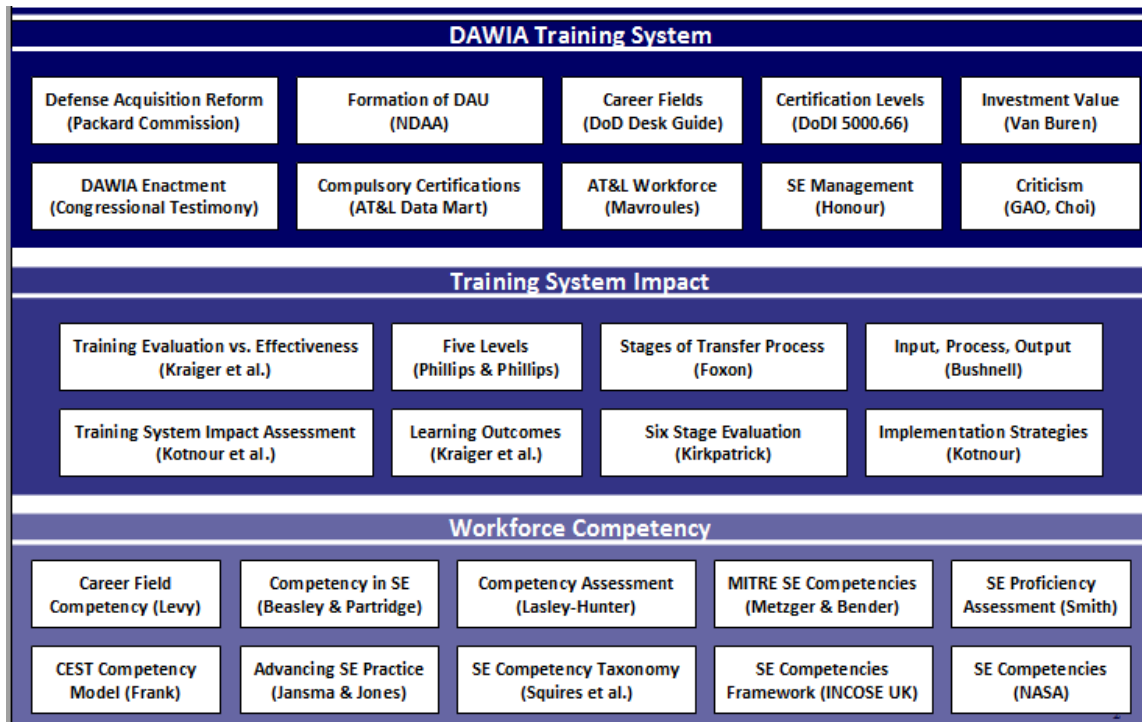 DAWIA Training System
Defense Acquisition Reform
(Packard Commission)
Formation of DAU
(NDAA)
Career Fields
(DoD Desk Guide)
Certification Levels
(DoDI 5000.66)
Investment Value
(Van Buren)
DAWIA Enactment
(Congressional Testimony)
Compulsory Certifications
(AT&L Data Mart)
AT&L Workforce
(Mavroules)
SE Management
(Honour)
Criticism
(GAO, Choi)
Training System Impact
Training Evaluation vs. Effectiveness
(Kraiger et al.)
Five Levels
(Phillips & Phillips)
Stages of Transfer Process
(Foxon)
Input, Process, Output
(Bushnell)
Training System Impact Assessment
(Kotnour et al.)
Learning Outcomes
(Kraiger et al.)
Six Stage Evaluation
(Kirkpatrick)
Implementation Strategies
(Kotnour)
Workforce Competency
Career Field
Competency (Levy)
Competency in SE
(Beasley & Partridge)
Competency Assessment
(Lasley-Hunter)
MITRE SE Competencies
(Metzger & Bender)
SE Proficiency
Assessment (Smith)
CEST Competency
Model (Frank)
Advancing SE Practice
(Jansma & Jones)
SE Competency Taxonomy
(Squires et al.)
SE Competencies
Framework (INCOSE UK)
SE Competencies
(NASA)